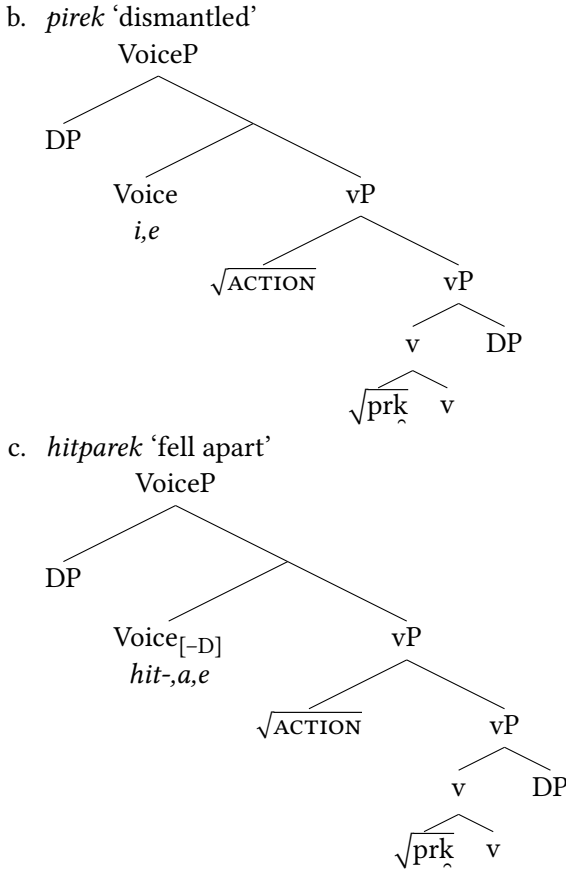 b. pirek ‘dismantled’
VoiceP
DP
Voice vP
i,e
√ACTION vP
v DP
√prk̯ v
c. hitparek ‘fell apart’
VoiceP
DP
Voice[–D] vP
hit-,a,e
√ACTION vP
v DP
√prk̯ v